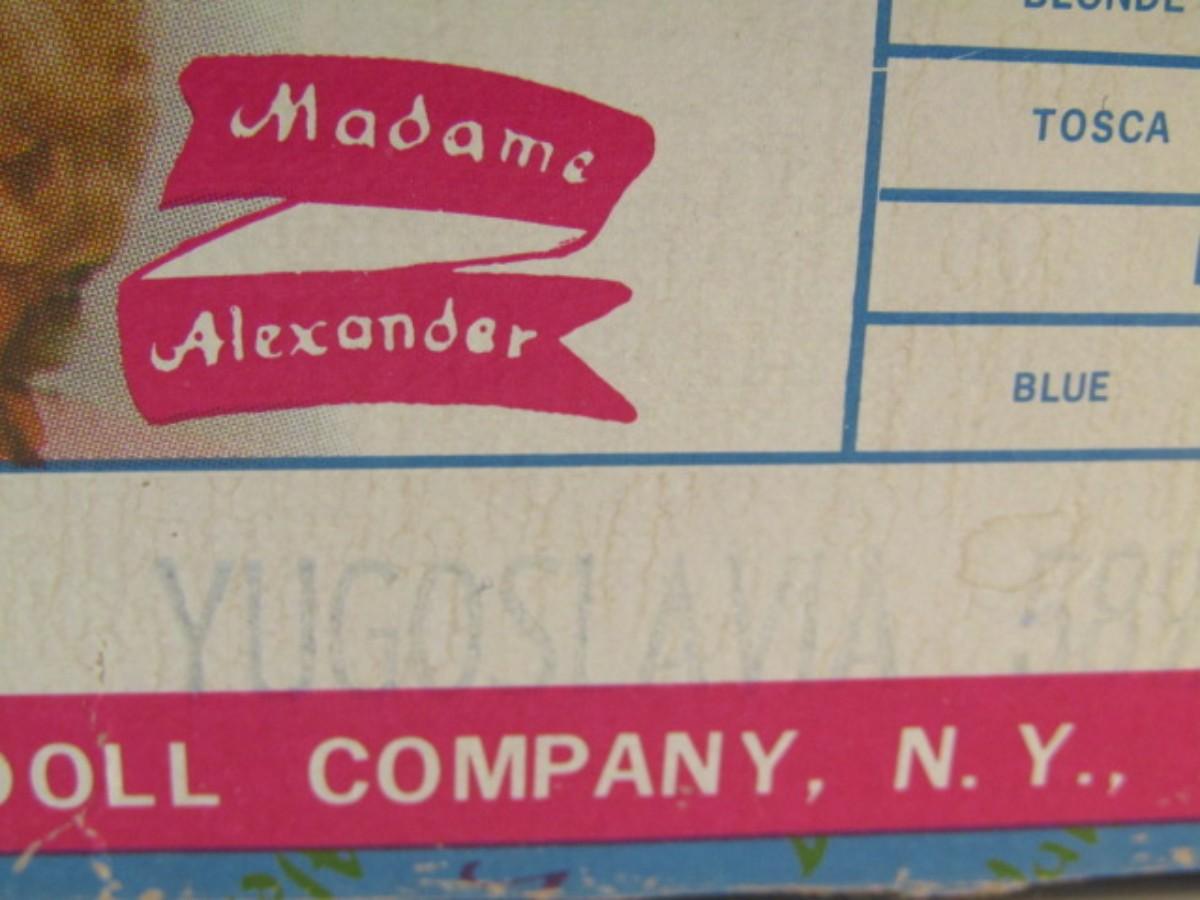 Madame
Alexander
BLONDE
TOSCA
BLUE
YUGOSLAVIA
DOLL COMPANY, N. Y.,